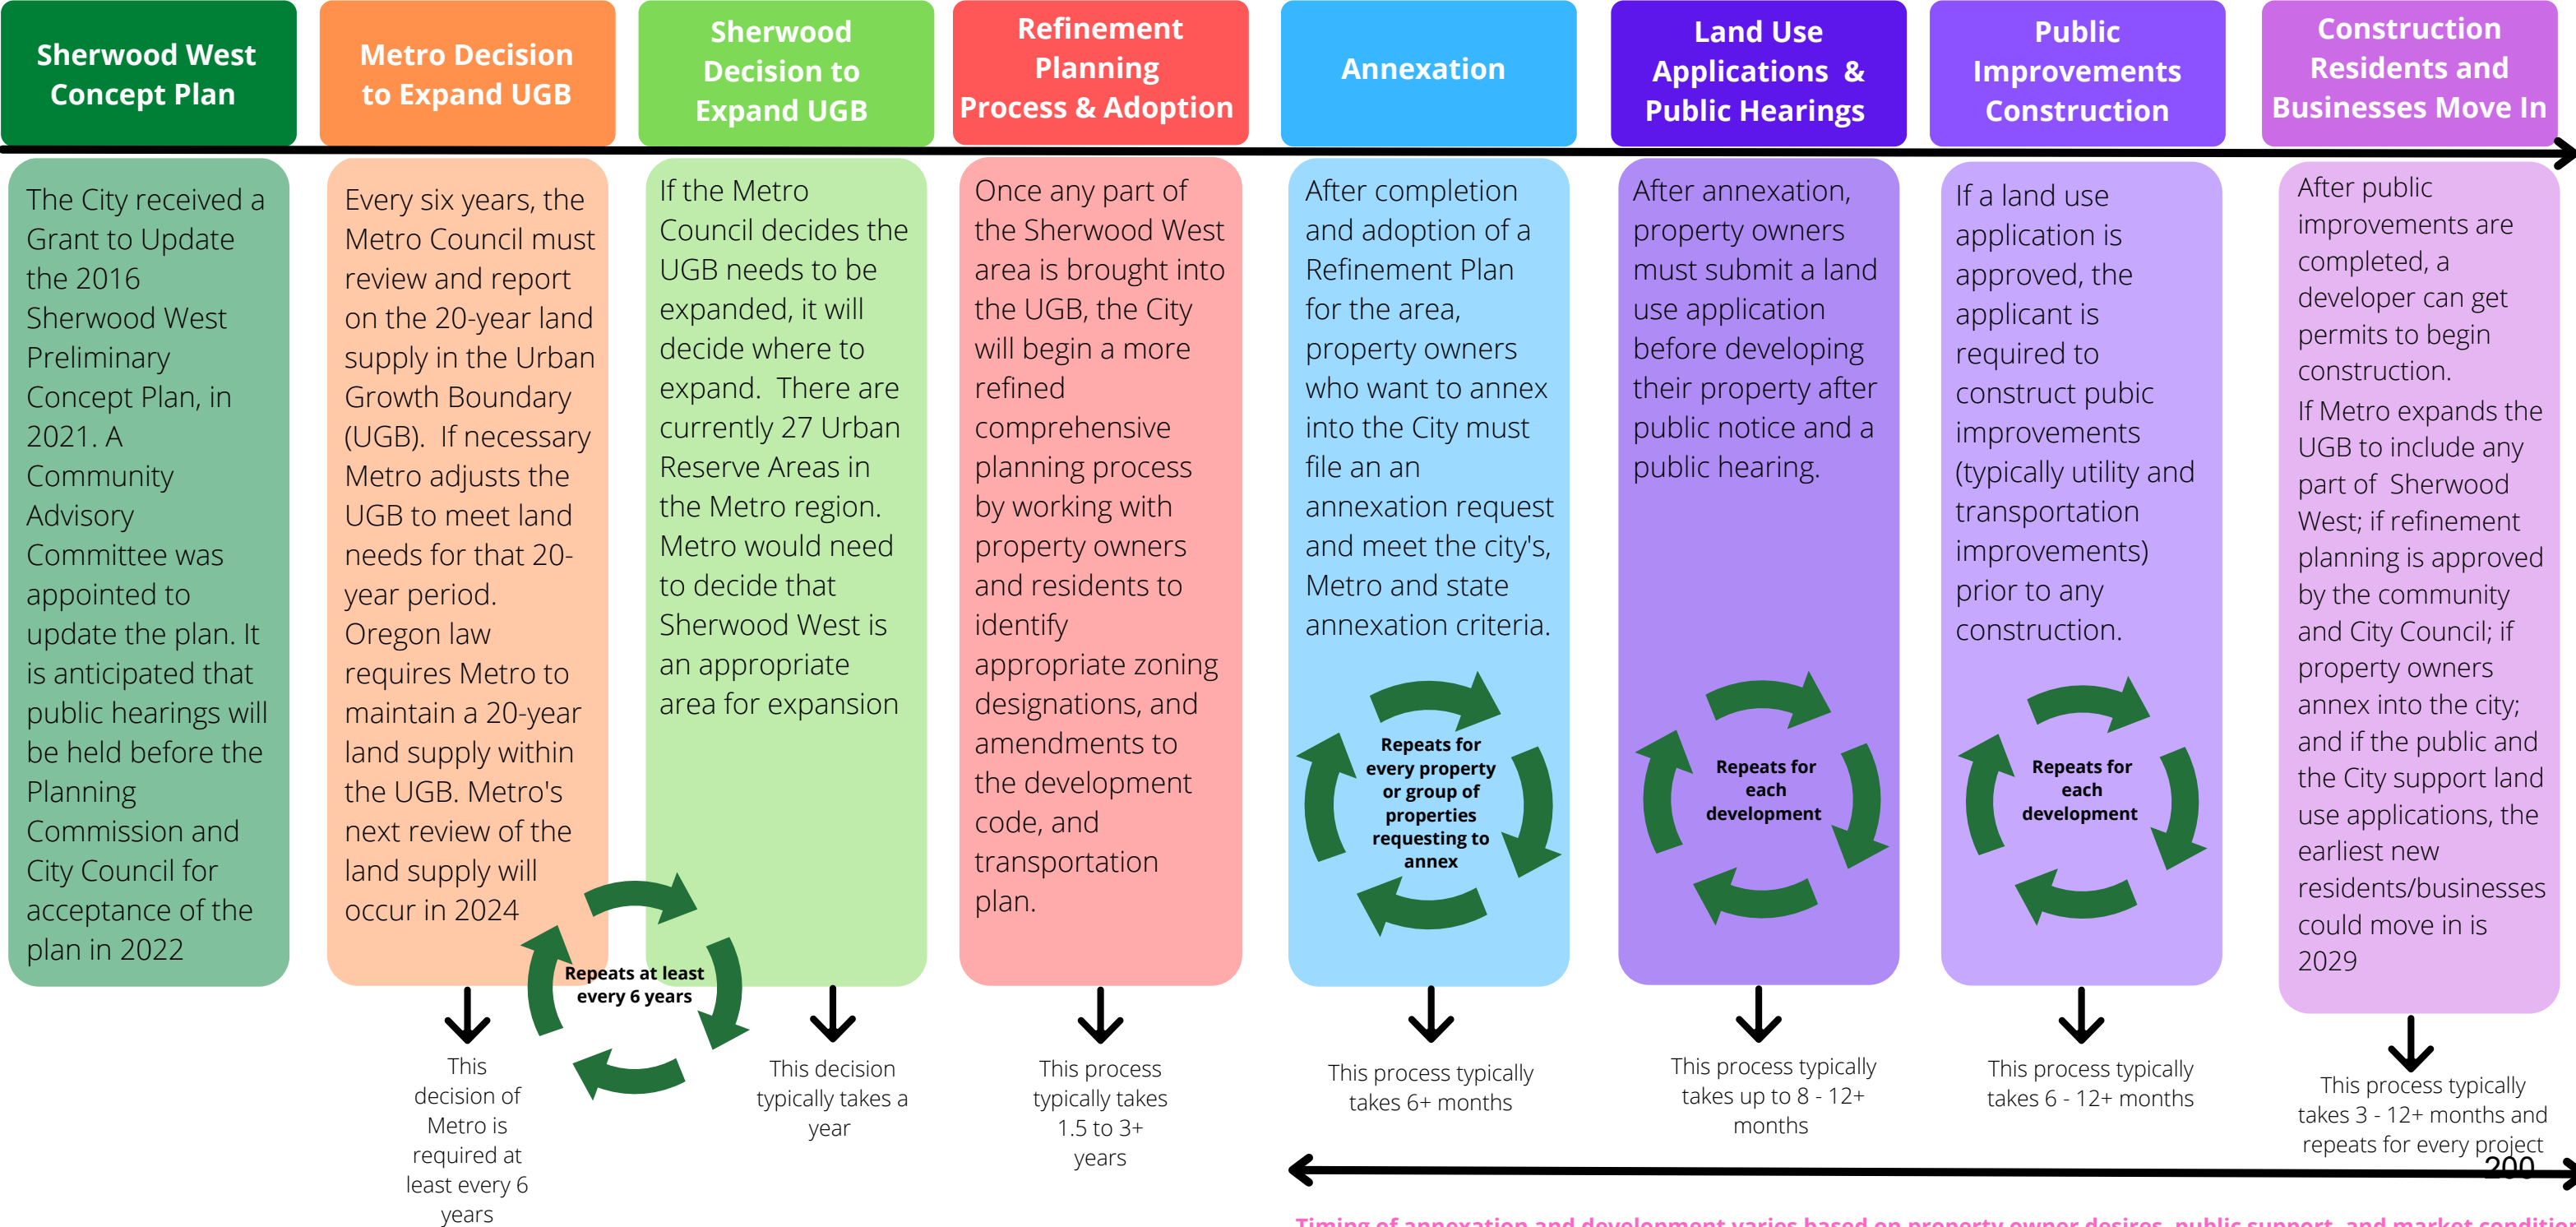 Sherwood West
Concept Plan
Metro Decision
to Expand UGB
Sherwood
Decision to
Expand UGB
Refinement
Planning
Process & Adoption
Annexation
Land Use
Applications &
Public Hearings
Public
Improvements
Construction
Construction
Residents and
Businesses Move In
The City received a
Grant to Update
the 2016
Sherwood West
Preliminary
Concept Plan, in
2021. A
Community
Advisory
Committee was
appointed to
update the plan. It
is anticipated that
public hearings will
be held before the
Planning
Commission and
City Council for
acceptance of the
plan in 2022
Every six years, the
Metro Council must
review and report
on the 20-year land
supply in the Urban
Growth Boundary
(UGB). If necessary
Metro adjusts the
UGB to meet land
needs for that 20-
year period.
Oregon law
requires Metro to
maintain a 20-year
land supply within
the UGB. Metro's
next review of the
land supply will
occur in 2024
If the Metro
Council decides the
UGB needs to be
expanded, it will
decide where to
expand. There are
currently 27 Urban
Reserve Areas in
the Metro region.
Metro would need
to decide that
Sherwood West is
an appropriate
area for expansion
Repeats at least
every 6 years
Once any part of
the Sherwood West
area is brought into
the UGB, the City
will begin a more
refined
comprehensive
planning process
by working with
property owners
and residents to
identify
appropriate zoning
designations, and
amendments to
the development
code, and
transportation
plan.
After completion
and adoption of a
Refinement Plan
for the area,
property owners
who want to annex
into the City must
file an an
annexation request
and meet the city's,
Metro and state
annexation criteria.
Repeats for
every property
or group of
properties
requesting to
annex
After annexation,
property owners
must submit a land
use application
before developing
their property after
public notice and a
public hearing.
Repeats for
each
development
If a land use
application is
approved, the
applicant is
required to
construct pubic
improvements
(typically utility and
transportation
improvements)
prior to any
construction.
Repeats for
each
development
After public
improvements are
completed, a
developer can get
permits to begin
construction.
If Metro expands the
UGB to include any
part of Sherwood
West; if refinement
planning is approved
by the community
and City Council; if
property owners
annex into the city;
and if the public and
the City support land
use applications, the
earliest new
residents/businesses
could move in is
2029
This
decision of
Metro is
required at
least every 6
years
This decision
typically takes a
year
This process
typically takes
1.5 to 3+
years
This process typically
takes 6+ months
This process typically
takes up to 8 - 12+
months
This process typically
takes 6 - 12+ months
This process typically
takes 3 - 12+ months and
repeats for every project
200
Timing of annexation and development varies based on property owner desires, public support, and market condition